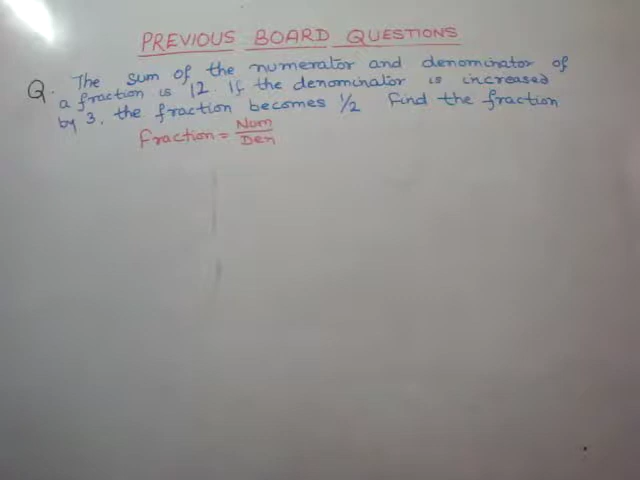 PREVIOUS BOARD QUESTIONS
Q. The sum of the numerator and denominator of
a fraction is 12. If the denominator is increased
by 3, the fraction becomes 1/2 Find the fraction
Fraction = Num
Den